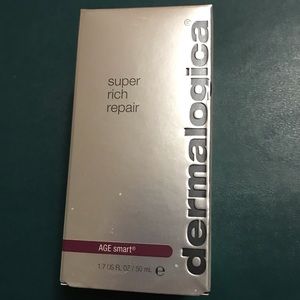 super
rich
repair
dermalogica®
AGE smart®
1.7 US FL OZ / 50 mL e